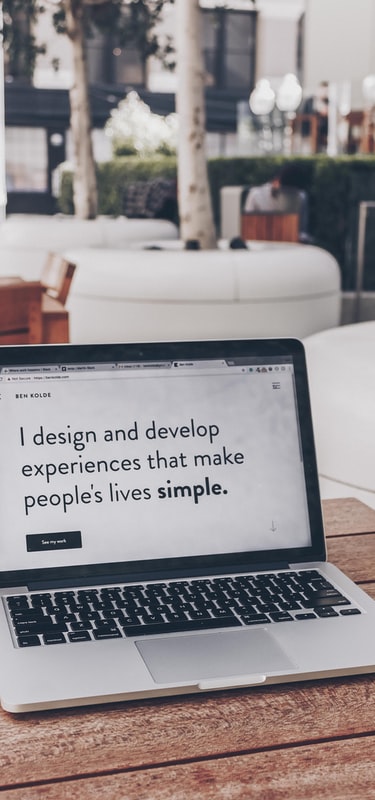 BEN KOLDE
I design and develop
experiences that make
people's lives simple.
See my work